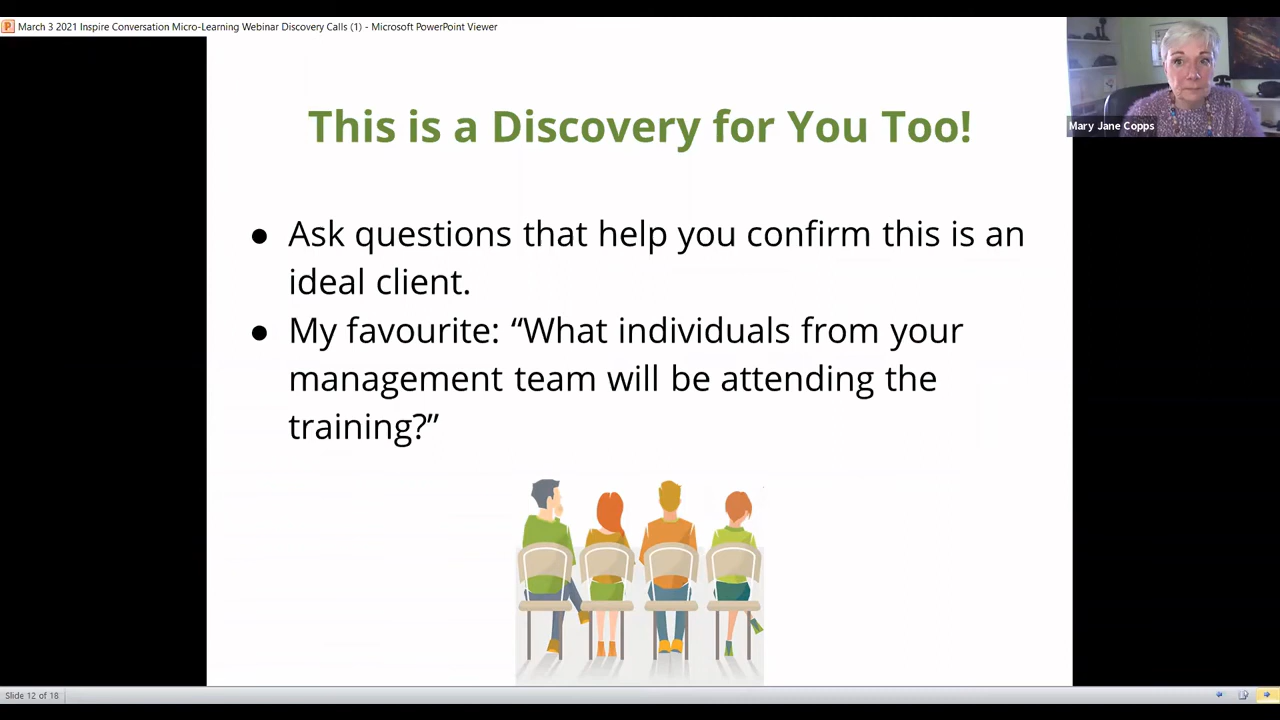 March 3 2021 Inspire Conversation Micro-Learning Webinar Discovery Calls (1) - Microsoft PowerPoint Viewer
Mary Jane Copps
This is a Discovery for You Too!
● Ask questions that help you confirm this is an
ideal client.
● My favourite: “What individuals from your
management team will be attending the
training?”
Slide 12 of 18